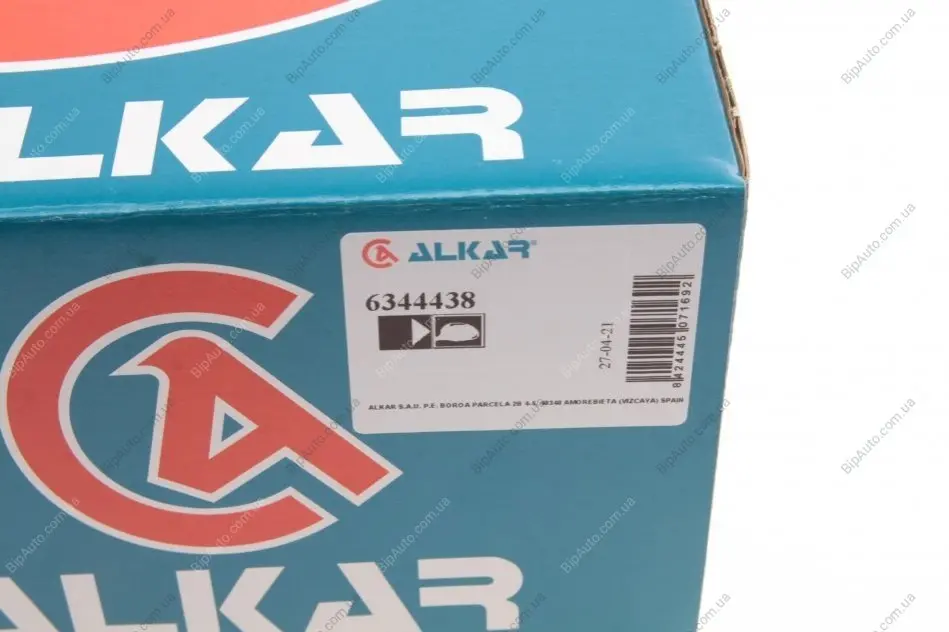 ALKAR
ALKAR®
6344438
27-04-21
8424445071692
ALKAR S.A.U. P.E. BOROA PARCELA 2B 4-5, 48340 AMOREBIETA (VIZCAYA) SPAIN
ALKAR
BipAuto.com.ua